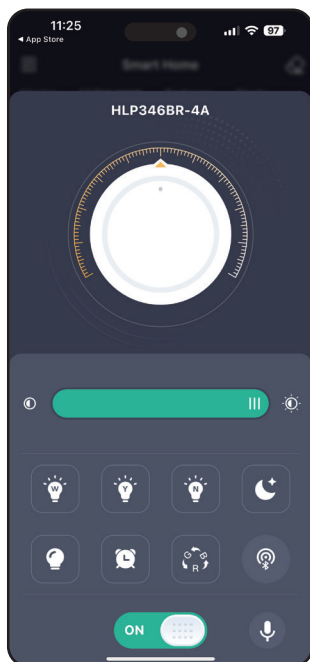 11:25
97
◀ App Store
Smart Home
HLP346BR-4A
W
Y
N
G B
R
ON